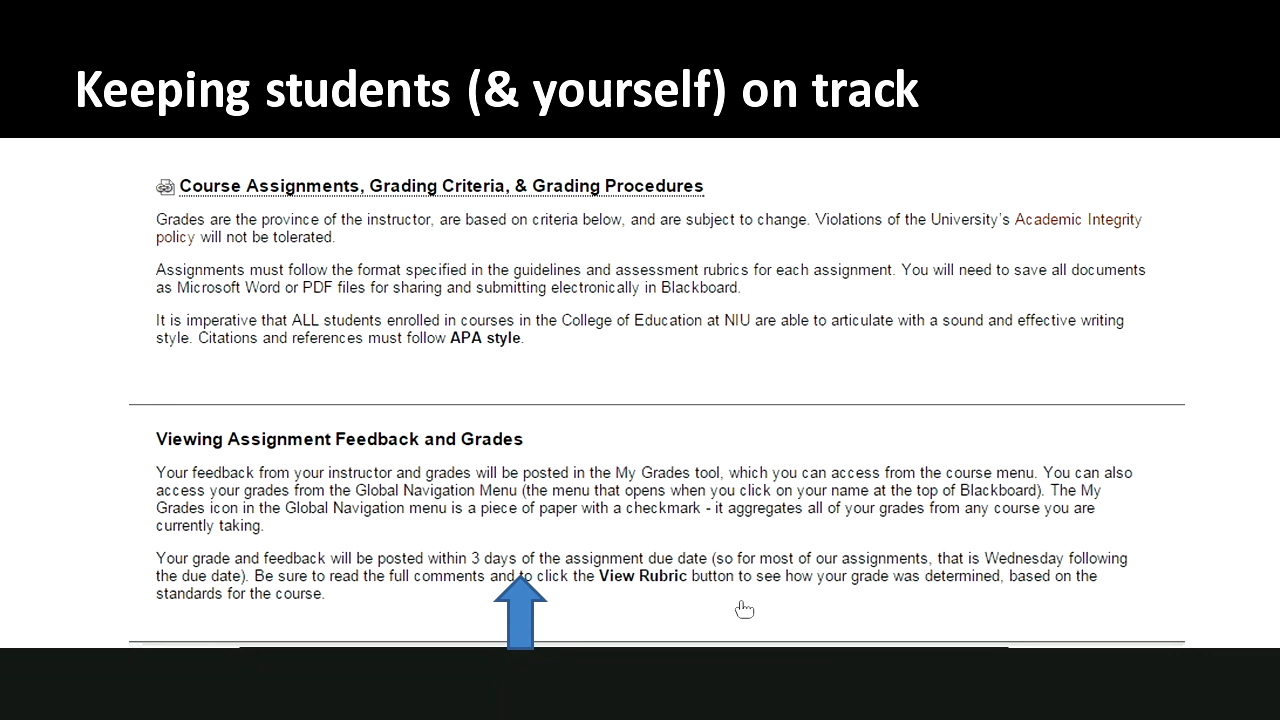 Keeping students (& yourself) on track
Course Assignments, Grading Criteria, & Grading Procedures
Grades are the province of the instructor, are based on criteria below, and are subject to change. Violations of the University's Academic Integrity
policy will not be tolerated.
Assignments must follow the format specified in the guidelines and assessment rubrics for each assignment. You will need to save all documents
as Microsoft Word or PDF files for sharing and submitting electronically in Blackboard.
It is imperative that ALL students enrolled in courses in the College of Education at NIU are able to articulate with a sound and effective writing
style. Citations and references must follow APA style.
Viewing Assignment Feedback and Grades
Your feedback from your instructor and grades will be posted in the My Grades tool, which you can access from the course menu. You can also
access your grades from the Global Navigation Menu (the menu that opens when you click on your name at the top of Blackboard). The My
Grades icon in the Global Navigation menu is a piece of paper with a checkmark - it aggregates all of your grades from any course you are
currently taking.
Your grade and feedback will be posted within 3 days of the assignment due date (so for most of our assignments, that is Wednesday following
the due date). Be sure to read the full comments and to click the View Rubric button to see how your grade was determined, based on the
standards for the course.